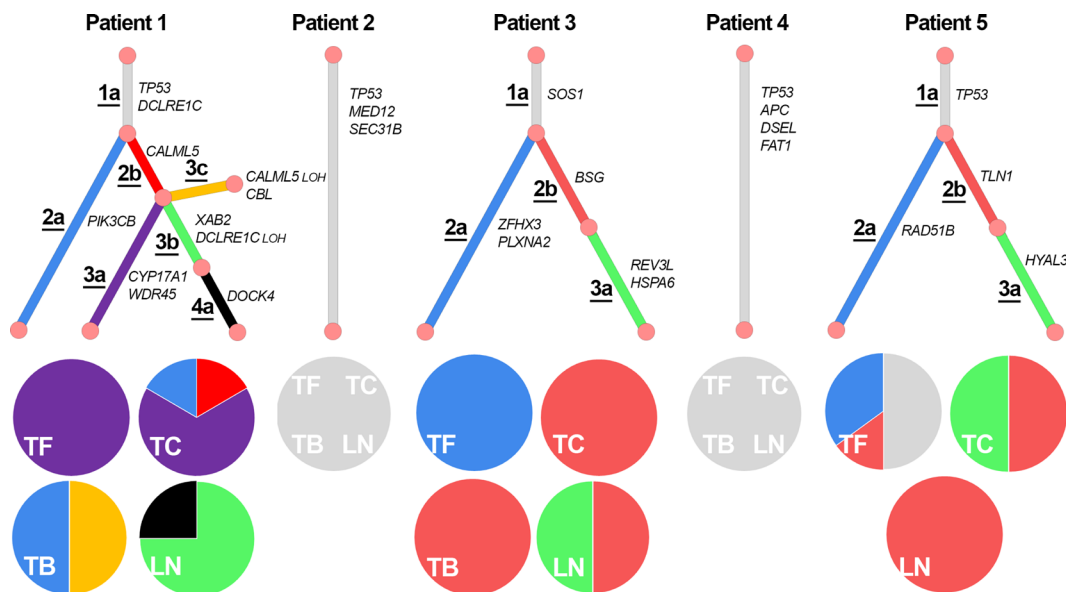 Patient 1
Patient 2
Patient 3
Patient 4
Patient 5
1a
TP53
DCLRE1C
CALML5
2b
3c
CALML5 LOH
CBL
2a
PIK3CB
XAB2
DCLRE1C LOH
3b
3a
CYP17A1
WDR45
4a
DOCK4
TP53
MED12
SEC31B
1a
SOS1
2b
BSG
2a
ZFHX3
PLXNA2
REV3L
HSPA6
3a
TP53
APC
DSEL
FAT1
1a
TP53
2b
TLN1
2a
RAD51B
HYAL3
3a
TF
TC
TB
LN
TF TC
TB LN
TF
TC
TB
LN
TF TC
TB LN
TF
TC
LN